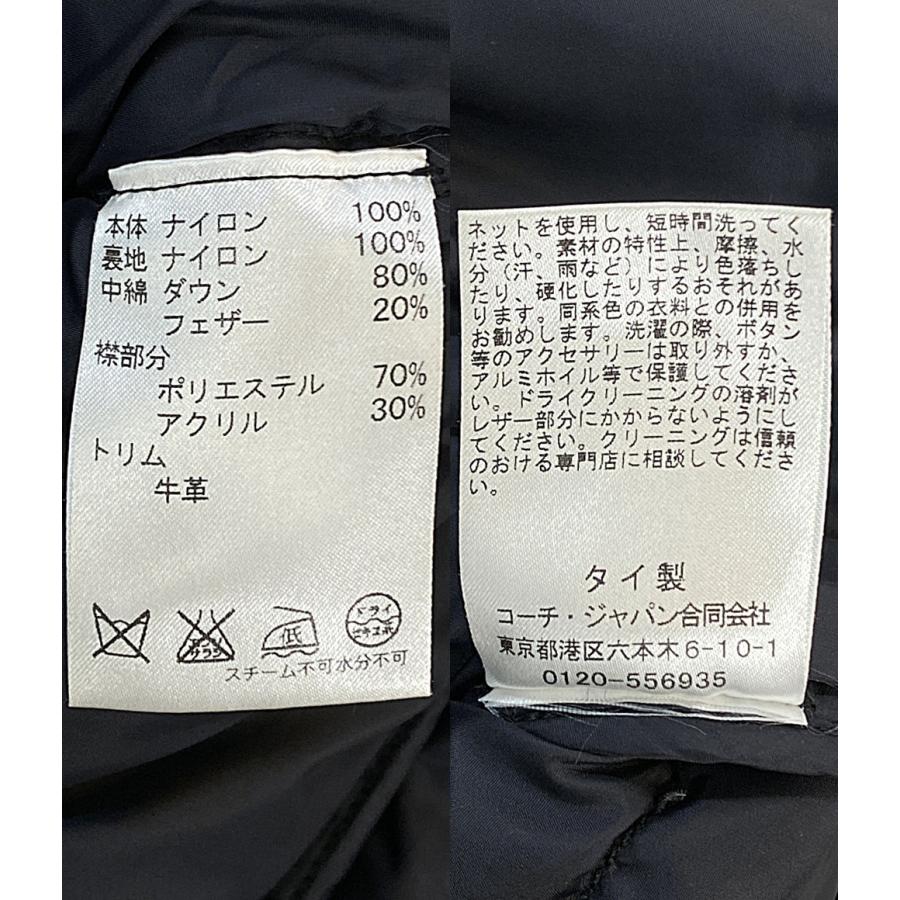 本体 ナイロン 100%
裏地 ナイロン 100%
中綿 ダウン 80%
フェザー 20%
襟部分
ポリエステル 70%
アクリル 30%
トリム
牛革
エンソ
サラシ
低
ドライ
セキユ系
スチーム不可水分不可
ネットを使用し、短時間洗ってく
ださい。素材の特性上、摩擦、水
分（汗、雨など）により色落ちし
たり、硬化したりするおそれがあ
ります。同系色の衣料との併用を
お勧めします。洗濯の際、ボタン
等のアクセサリーは取り外すか、
アルミホイル等で保護してくださ
い。ドライクリーニングの溶剤が
レザー部分にかからないようにし
てください。クリーニングは信頼
のおける専門店に相談してくださ
い。
タイ製
コーチ・ジャパン合同会社
東京都港区六本木6-10-1
0120-556935